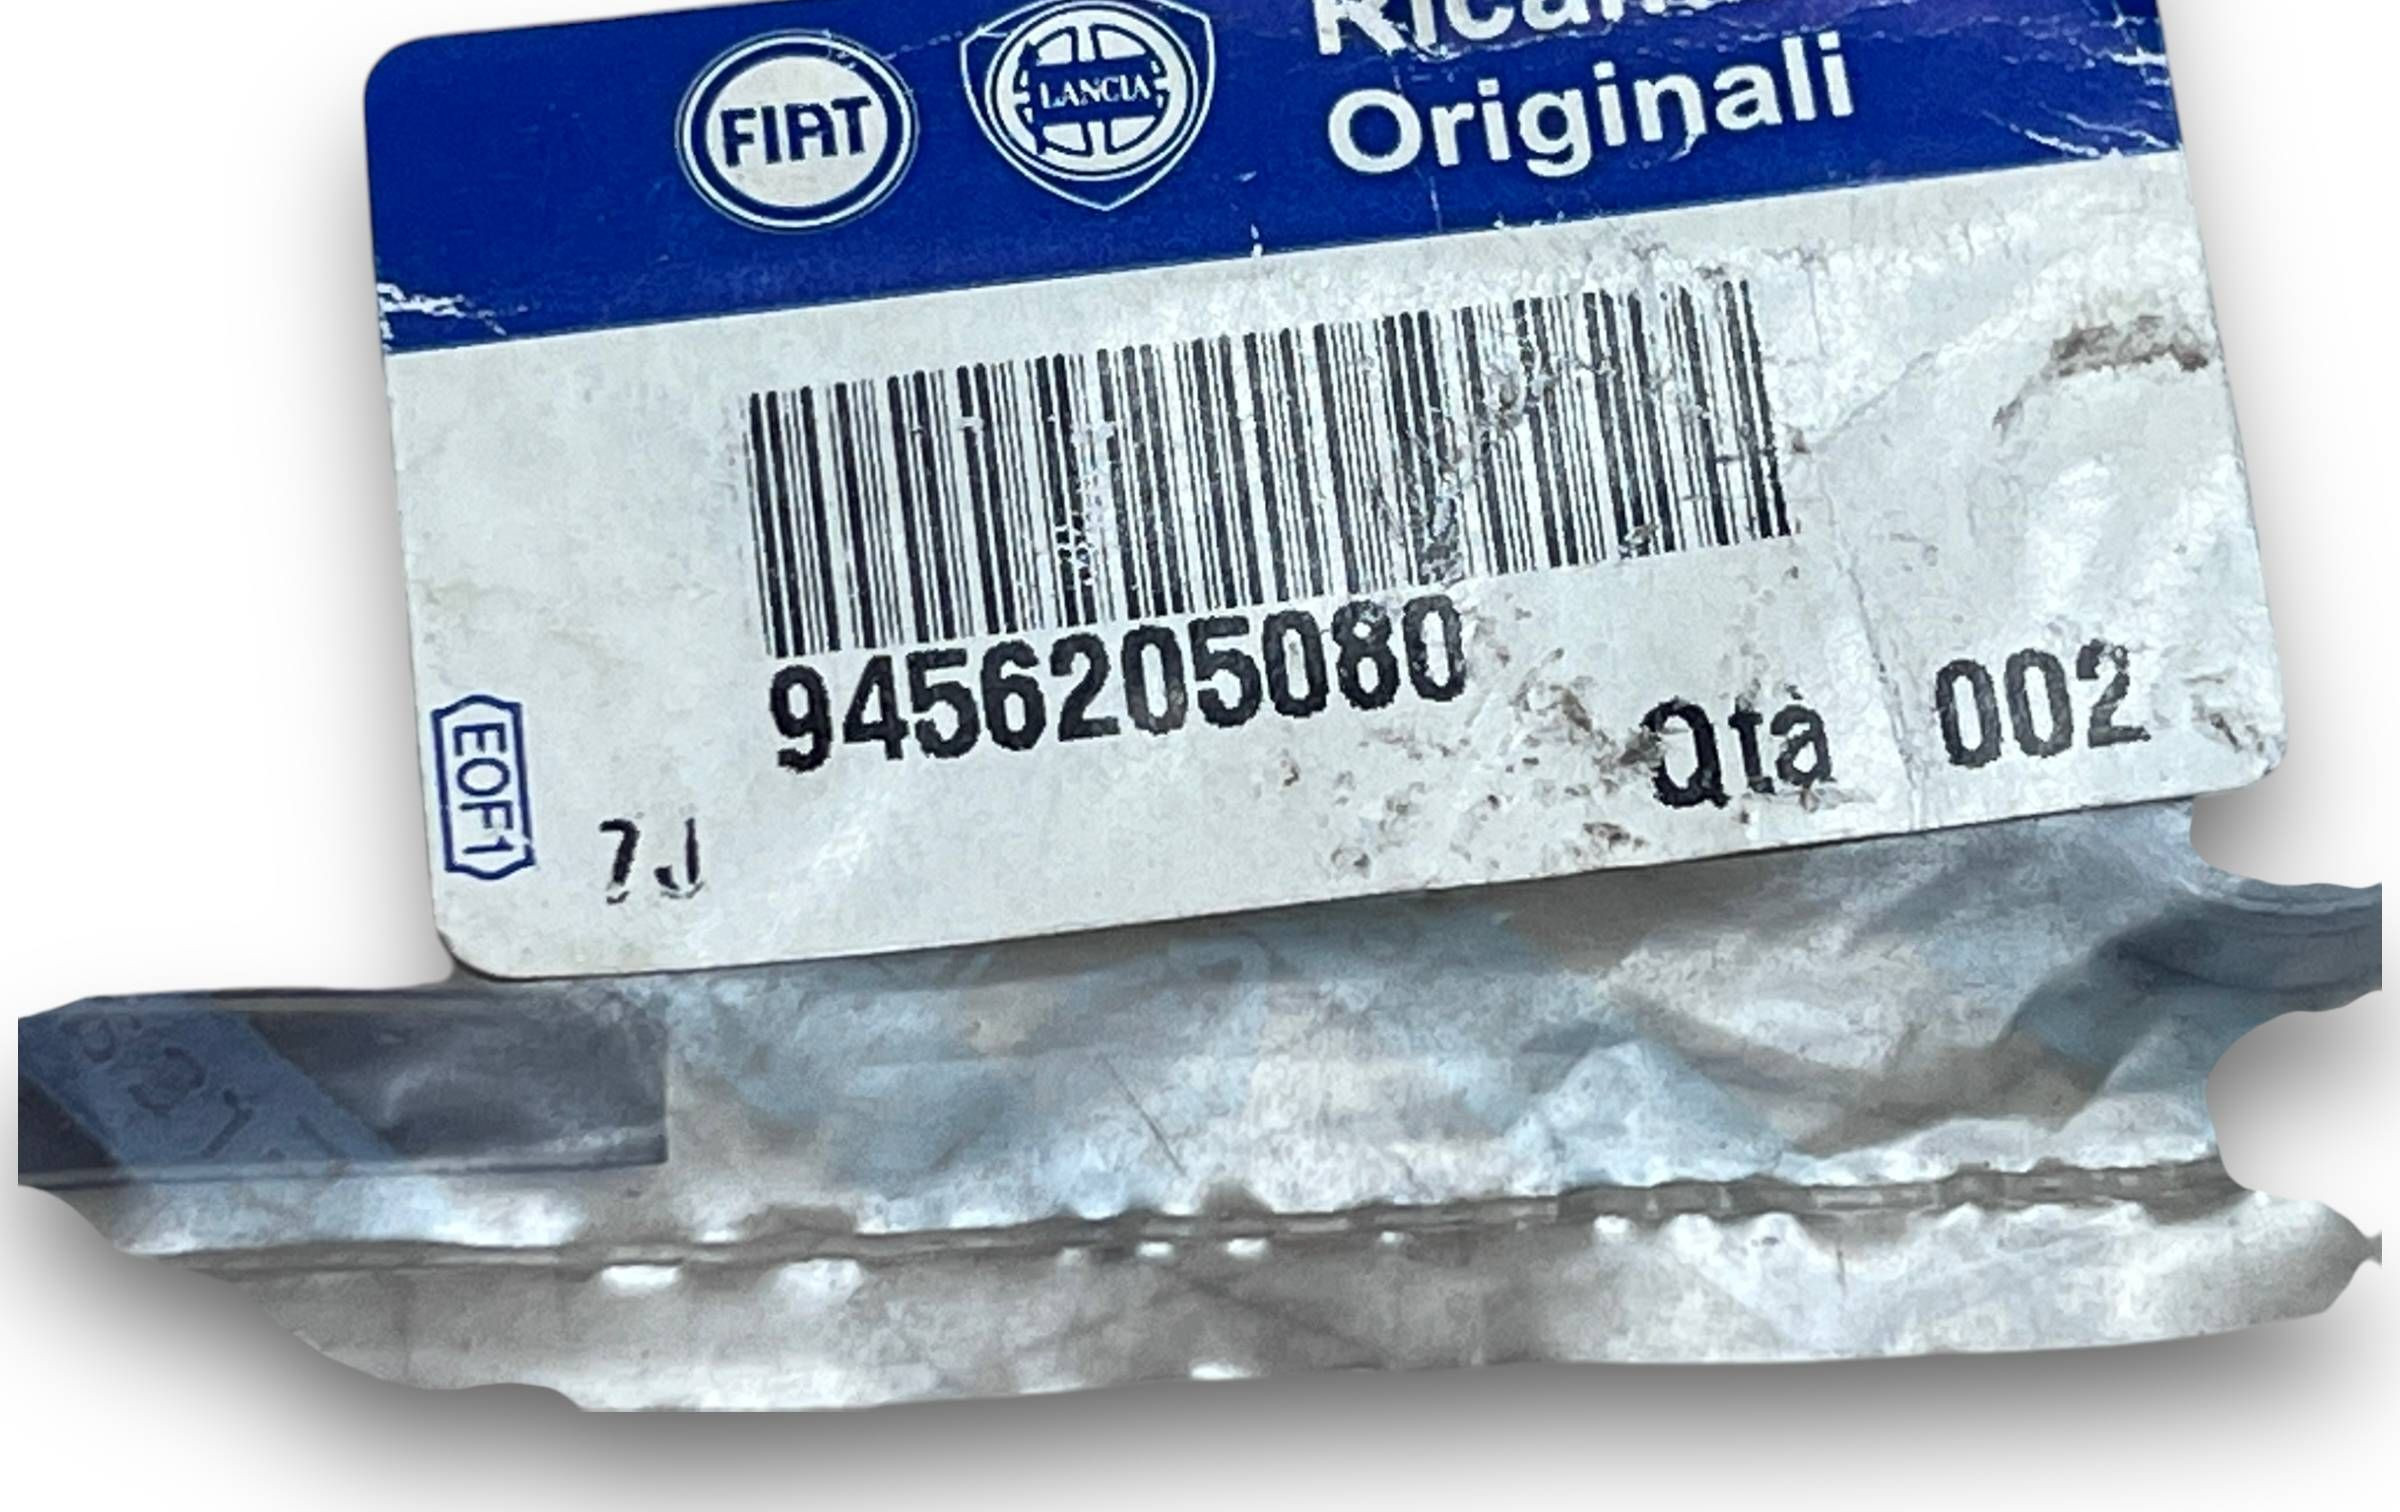 FIAT
LANCIA
Originali
9456205080
Qtà 002
EOF1
7J